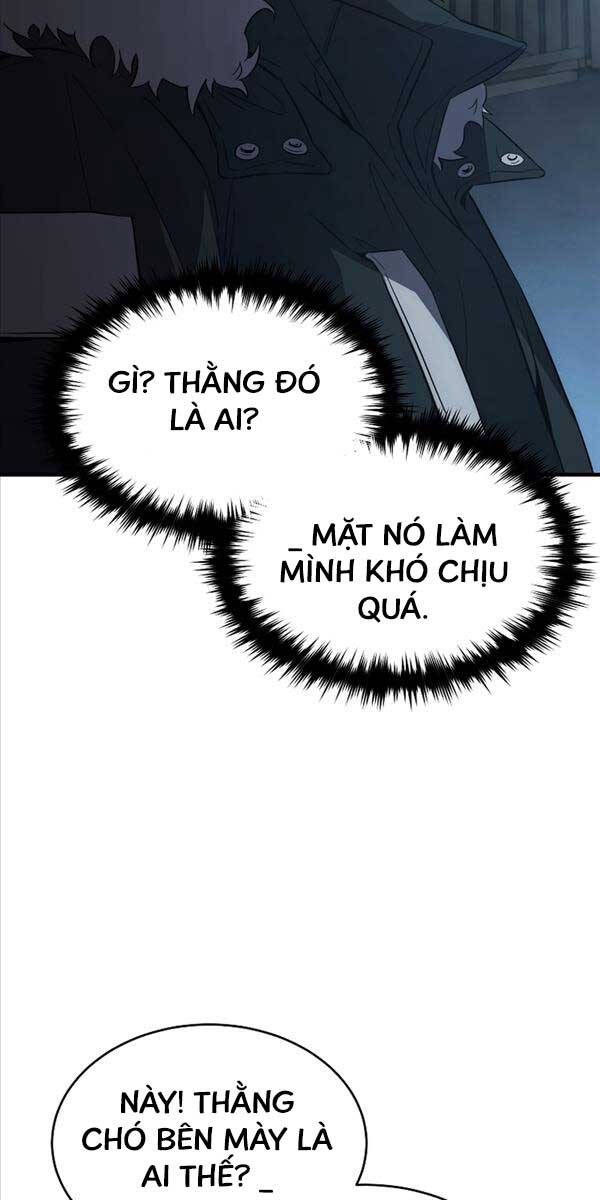 GÌ? THẰNG ĐÓ
LÀ AI?
_ MẶT NÓ LÀM
MÌNH KHÓ CHỊU
QUÁ.
NÀY! THẰNG
CHÓ BÊN MÀY LÀ
AI THẾ? _